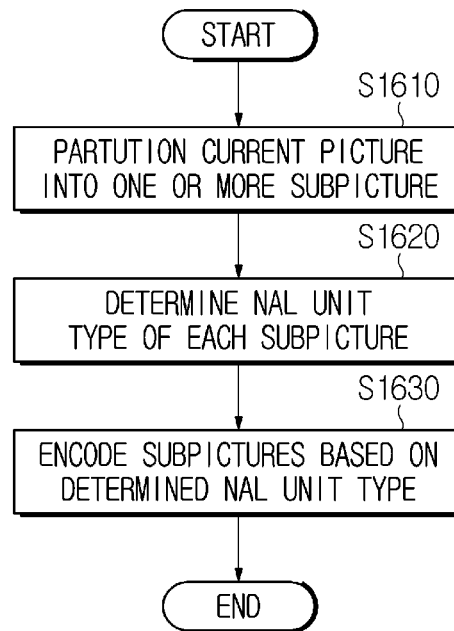 START
S1610
PARTUTION CURRENT PICTURE
INTO ONE OR MORE SUBPICTURE
S1620
DETERMINE NAL UNIT
TYPE OF EACH SUBPICTURE
S1630
ENCODE SUBPICTURES BASED ON
DETERMINED NAL UNIT TYPE
END